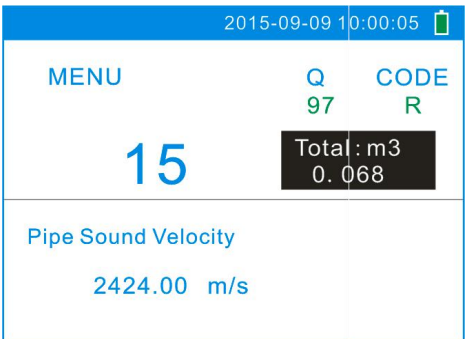 2015-09-09 10:00:05
MENU Q CODE
97 R
15 Total:m3
0.068
Pipe Sound Velocity
2424.00 m/s